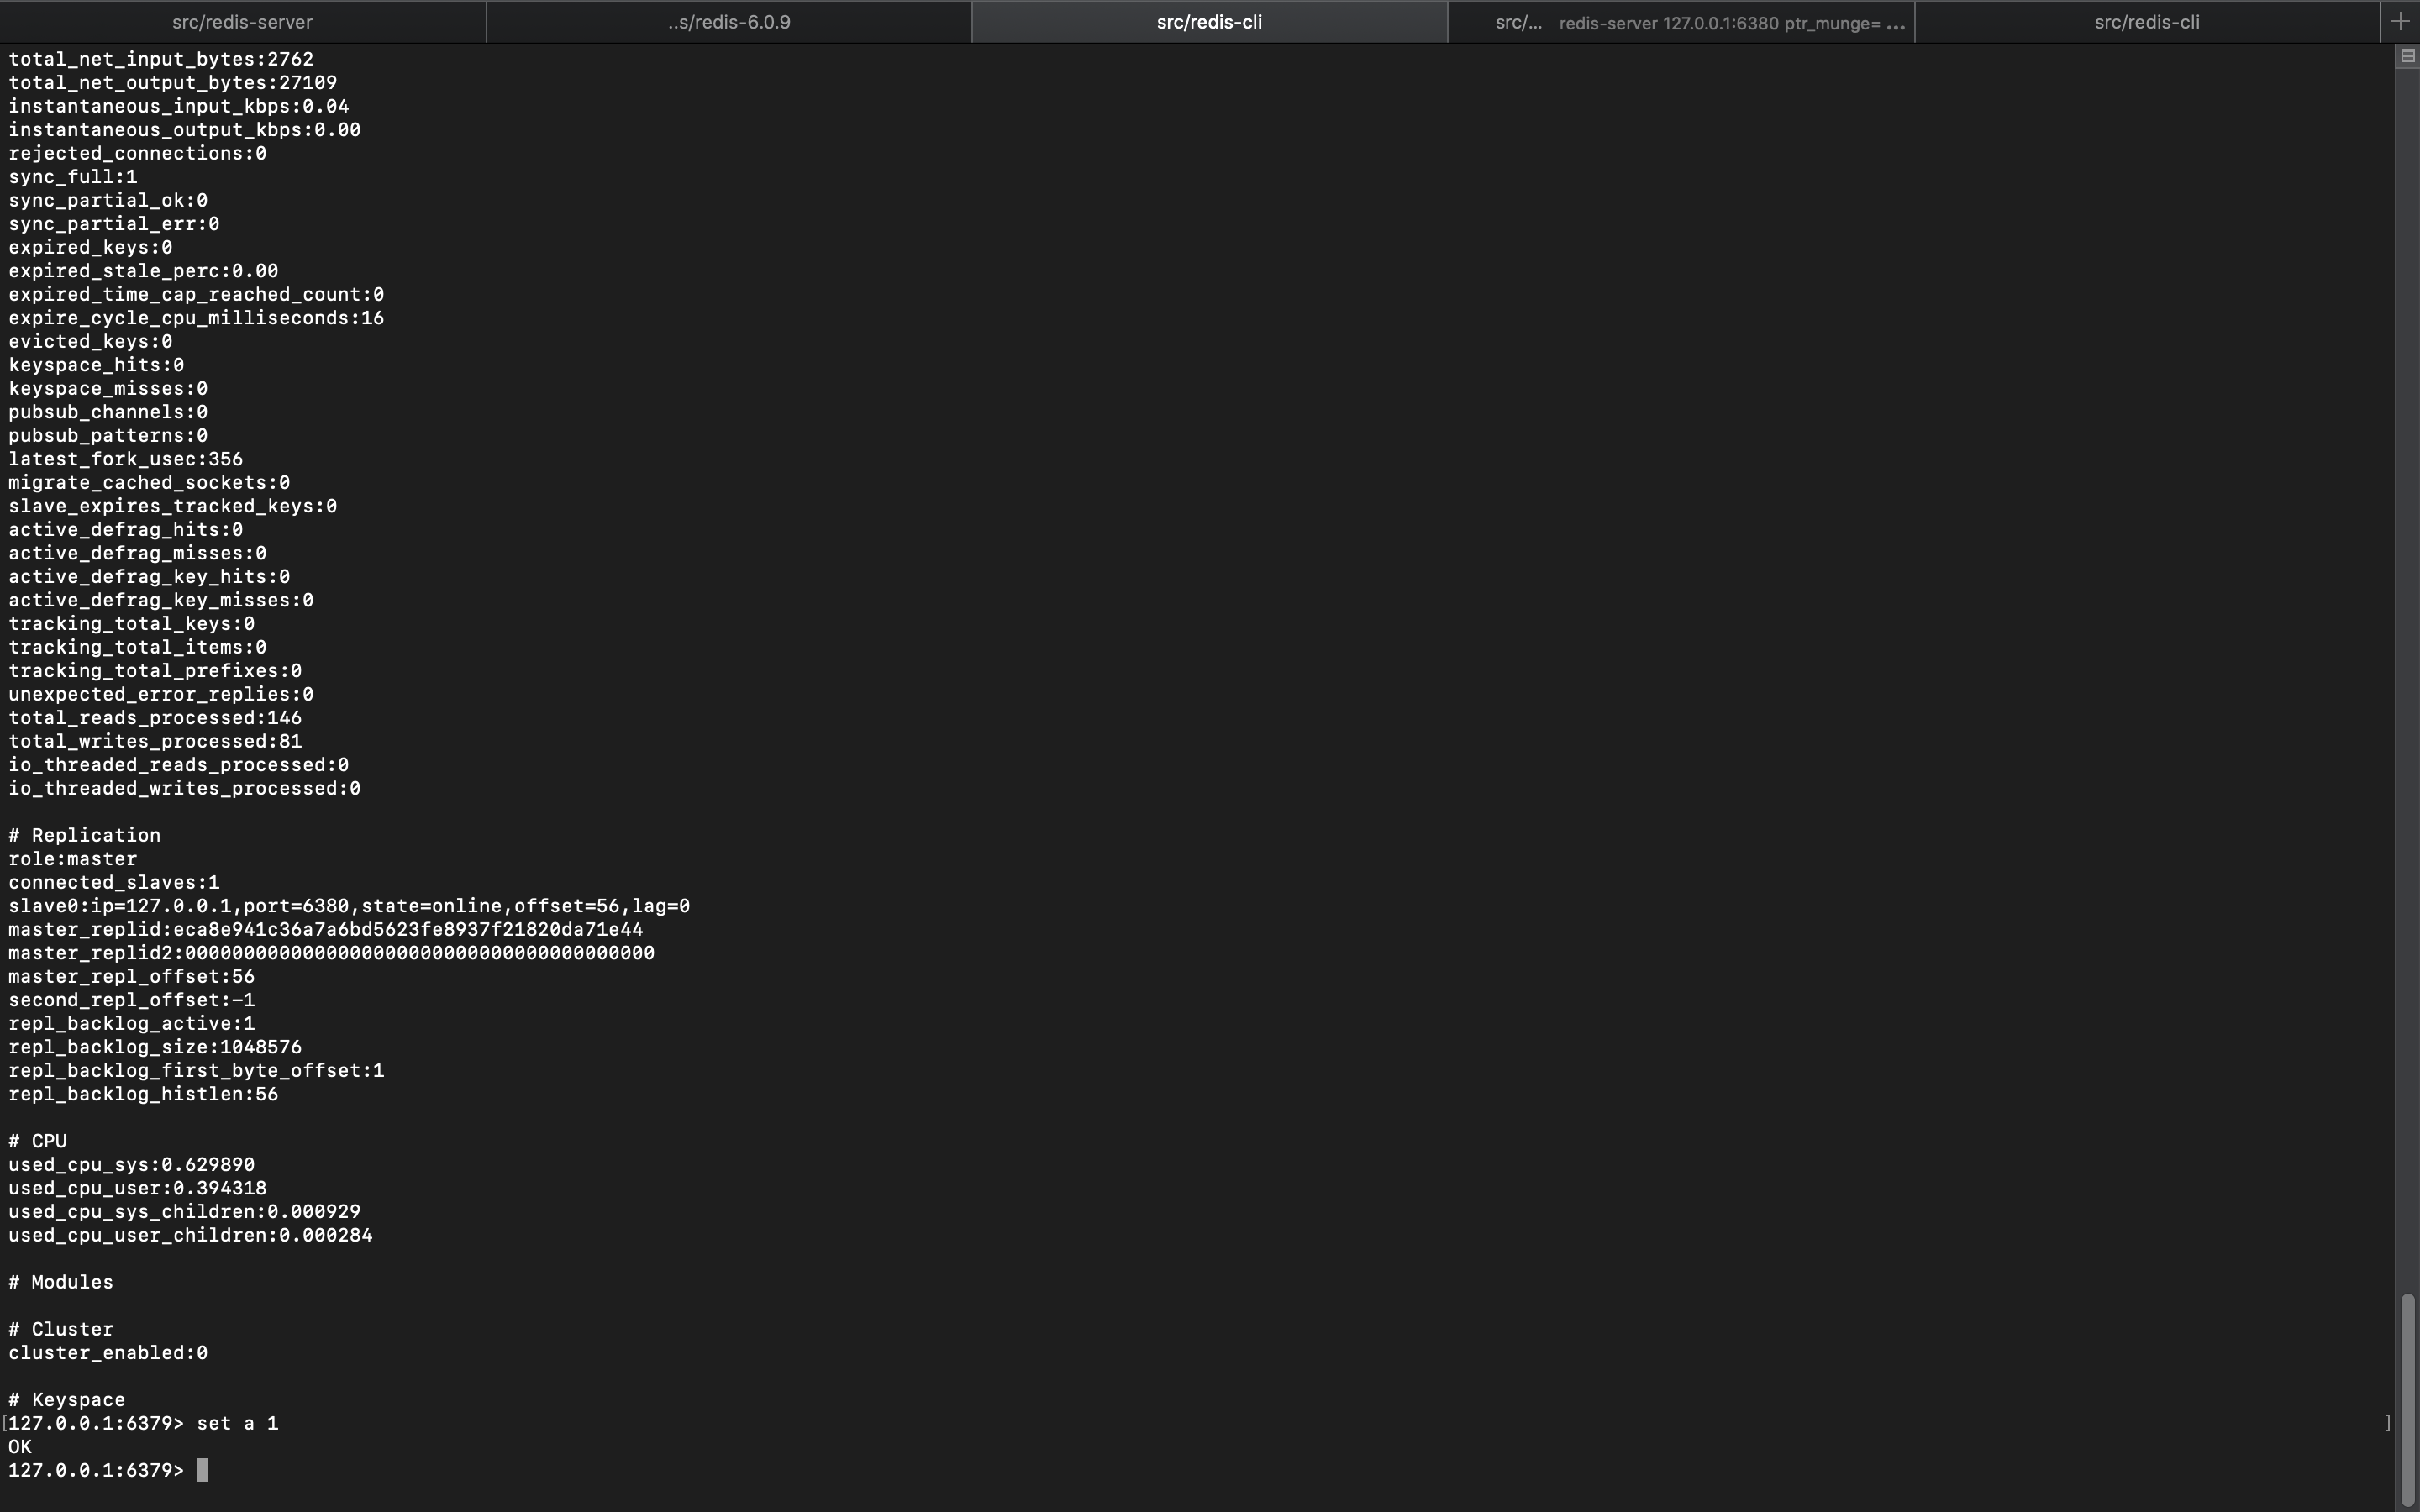 src/redis-server
..s/redis-6.0.9
src/redis-cli
src/... redis-server 127.0.0.1:6380 ptr_munge= ...
src/redis-cli
total_net_input_bytes:2762
total_net_output_bytes:27109
instantaneous_input_kbps:0.04
instantaneous_output_kbps:0.00
rejected_connections:0
sync_full:1
sync_partial_ok:0
sync_partial_err:0
expired_keys:0
expired_stale_perc:0.00
expired_time_cap_reached_count:0
expire_cycle_cpu_milliseconds:16
evicted_keys:0
keyspace_hits:0
keyspace_misses:0
pubsub_channels:0
pubsub_patterns:0
latest_fork_usec:356
migrate_cached_sockets:0
slave_expires_tracked_keys:0
active_defrag_hits:0
active_defrag_misses:0
active_defrag_key_hits:0
active_defrag_key_misses:0
tracking_total_keys:0
tracking_total_items:0
tracking_total_prefixes:0
unexpected_error_replies:0
total_reads_processed:146
total_writes_processed:81
io_threaded_reads_processed:0
io_threaded_writes_processed:0
# Replication
role:master
connected_slaves:1
slave0:ip=127.0.0.1,port=6380,state=online,offset=56,lag=0
master_replid:eca8e941c36a7a6bd5623fe8937f21820da71e44
master_replid2:0000000000000000000000000000000000000000
master_repl_offset:56
second_repl_offset:-1
repl_backlog_active:1
repl_backlog_size:1048576
repl_backlog_first_byte_offset:1
repl_backlog_histlen:56
# CPU
used_cpu_sys:0.629890
used_cpu_user:0.394318
used_cpu_sys_children:0.000929
used_cpu_user_children:0.000284
# Modules
# Cluster
cluster_enabled:0
# Keyspace
[127.0.0.1:6379> set a 1 ]
OK
127.0.0.1:6379>